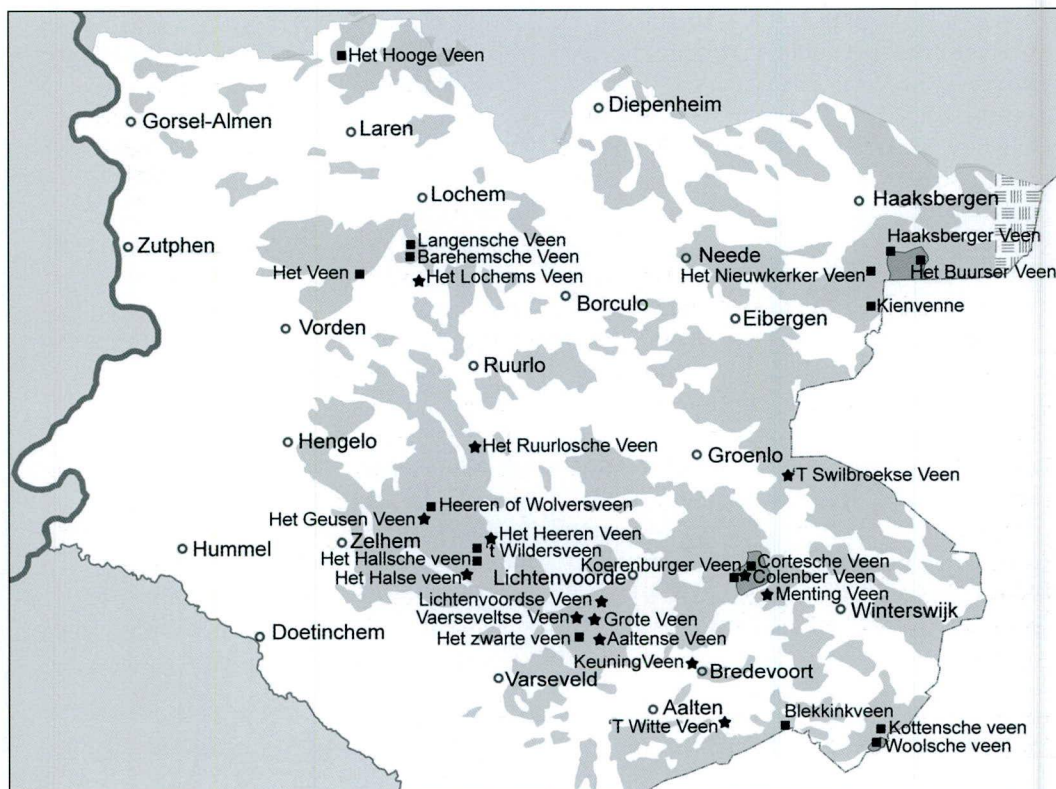 Het Hooge Veen
Diepenheim
Gorsel-Almen
Laren
Lochem
Haaksbergen
Zutphen
Langensche Veen
Barehemsche Veen
Het Veen
Het Lochems Veen
Neede
Haaksberger Veen
Het Nieuwkerker Veen
Het Buurser Veen
Borculo
Kienvenne
Vorden
Eibergen
Ruurlo
Hengelo
Het Ruurlosche Veen
Groenlo
'T Swilbroekse Veen
Heeren of Wolversveen
Het Geusen Veen
Hummel
Zelhem
Het Heeren Veen
't Wildersveen
Het Hallsche veen
Koerenburger Veen
Cortesche Veen
Het Halse veen
Lichtenvoorde
Colenber Veen
Menting Veen
Lichtenvoordse Veen
Winterswijk
Vaerseveltse Veen
Grote Veen
Doetinchem
Het zwarte veen
Aaltense Veen
KeuningVeen
Bredevoort
Varseveld
Aalten
'T Witte Veen
Blekkinkveen
Kottensche veen
Woolsche veen